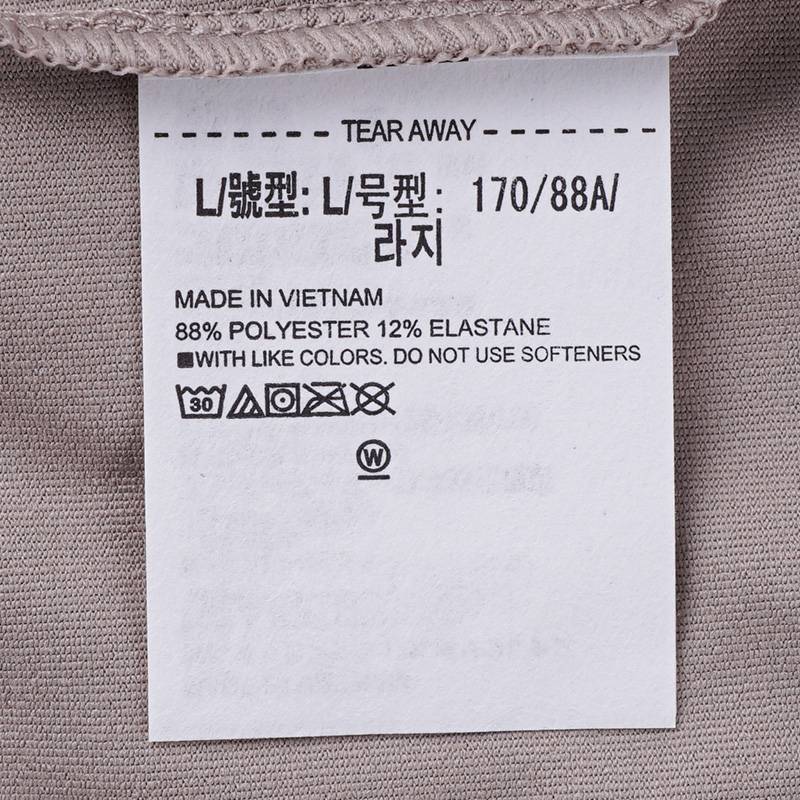 TEAR AWAY
L/號型: L/号型: 170/88A/
라지
MADE IN VIETNAM
88% POLYESTER 12% ELASTANE
■WITH LIKE COLORS. DO NOT USE SOFTENERS
30
W